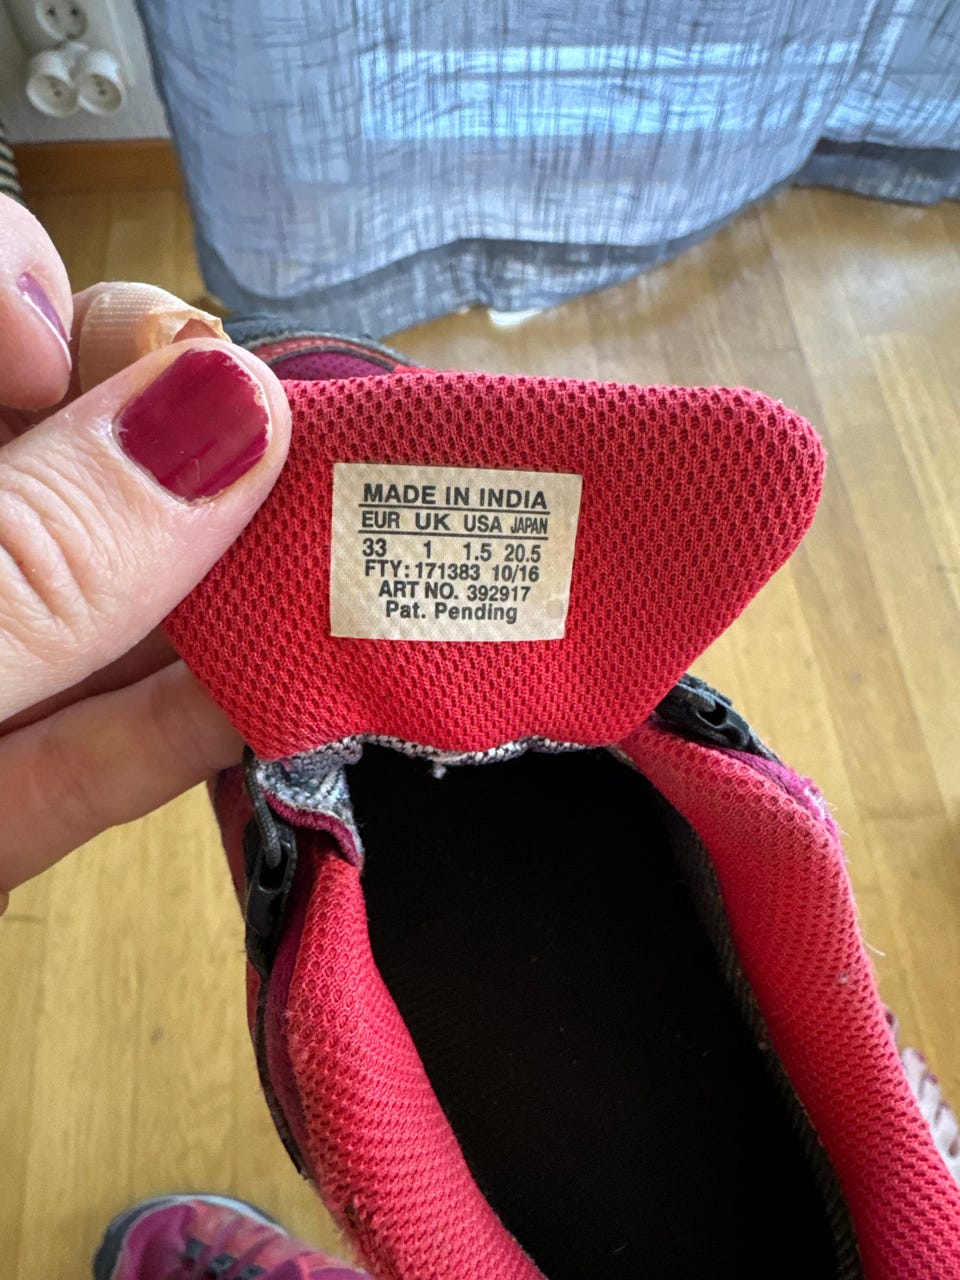 MADE IN INDIA
EUR UK USA JAPAN
33 1 1.5 20.5
FTY: 171383 10/16
ART NO. 392917
Pat. Pending